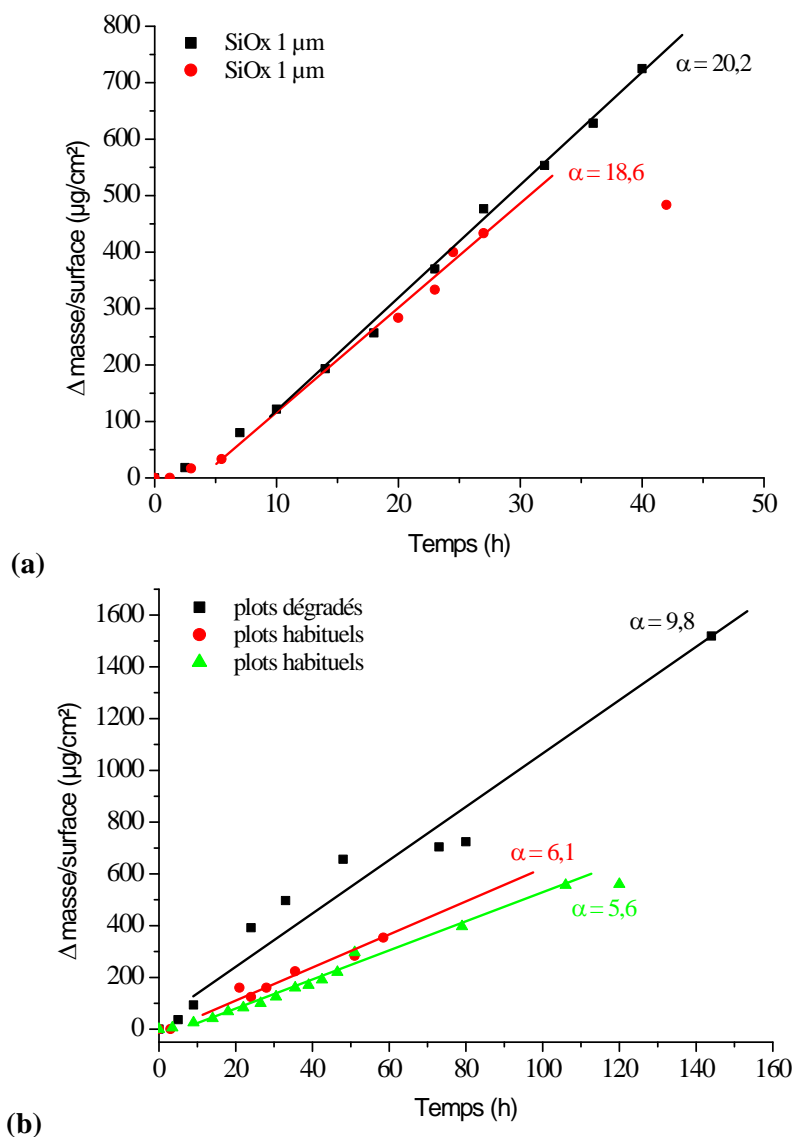 800
700
600
500
400
300
200
100
0
Δ masse/surface (µg/cm²)
SiOx 1 µm
SiOx 1 µm
α = 20,2
α = 18,6
0 10 20 30 40 50
Temps (h)
(a)
1600
1400
1200
1000
800
600
400
200
0
Δ masse/surface (µg/cm²)
plots dégradés
plots habituels
plots habituels
α = 9,8
α = 6,1
α = 5,6
0 20 40 60 80 100 120 140 160
Temps (h)
(b)